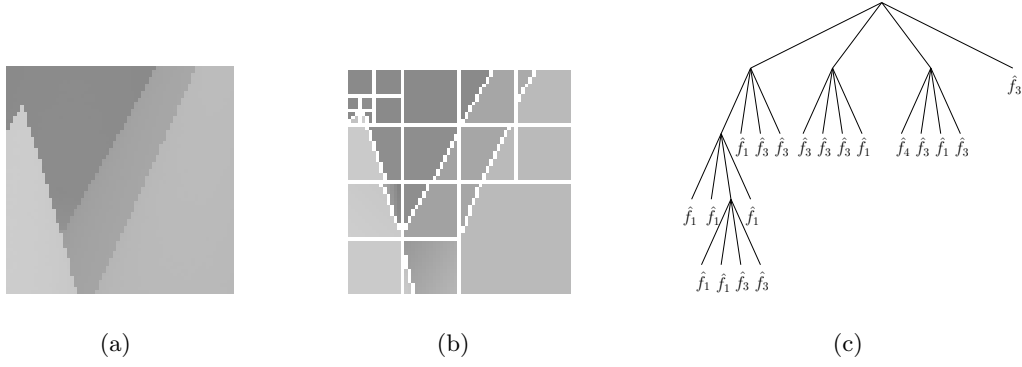 f̂₃
f̂₁ f̂₃ f̂₃ f̂₃ f̂₃ f̂₃ f̂₁ f̂₄ f̂₃ f̂₁ f̂₃
f̂₁ f̂₁ f̂₁
f̂₁ f̂₁ f̂₃ f̂₃
(a) (b) (c)